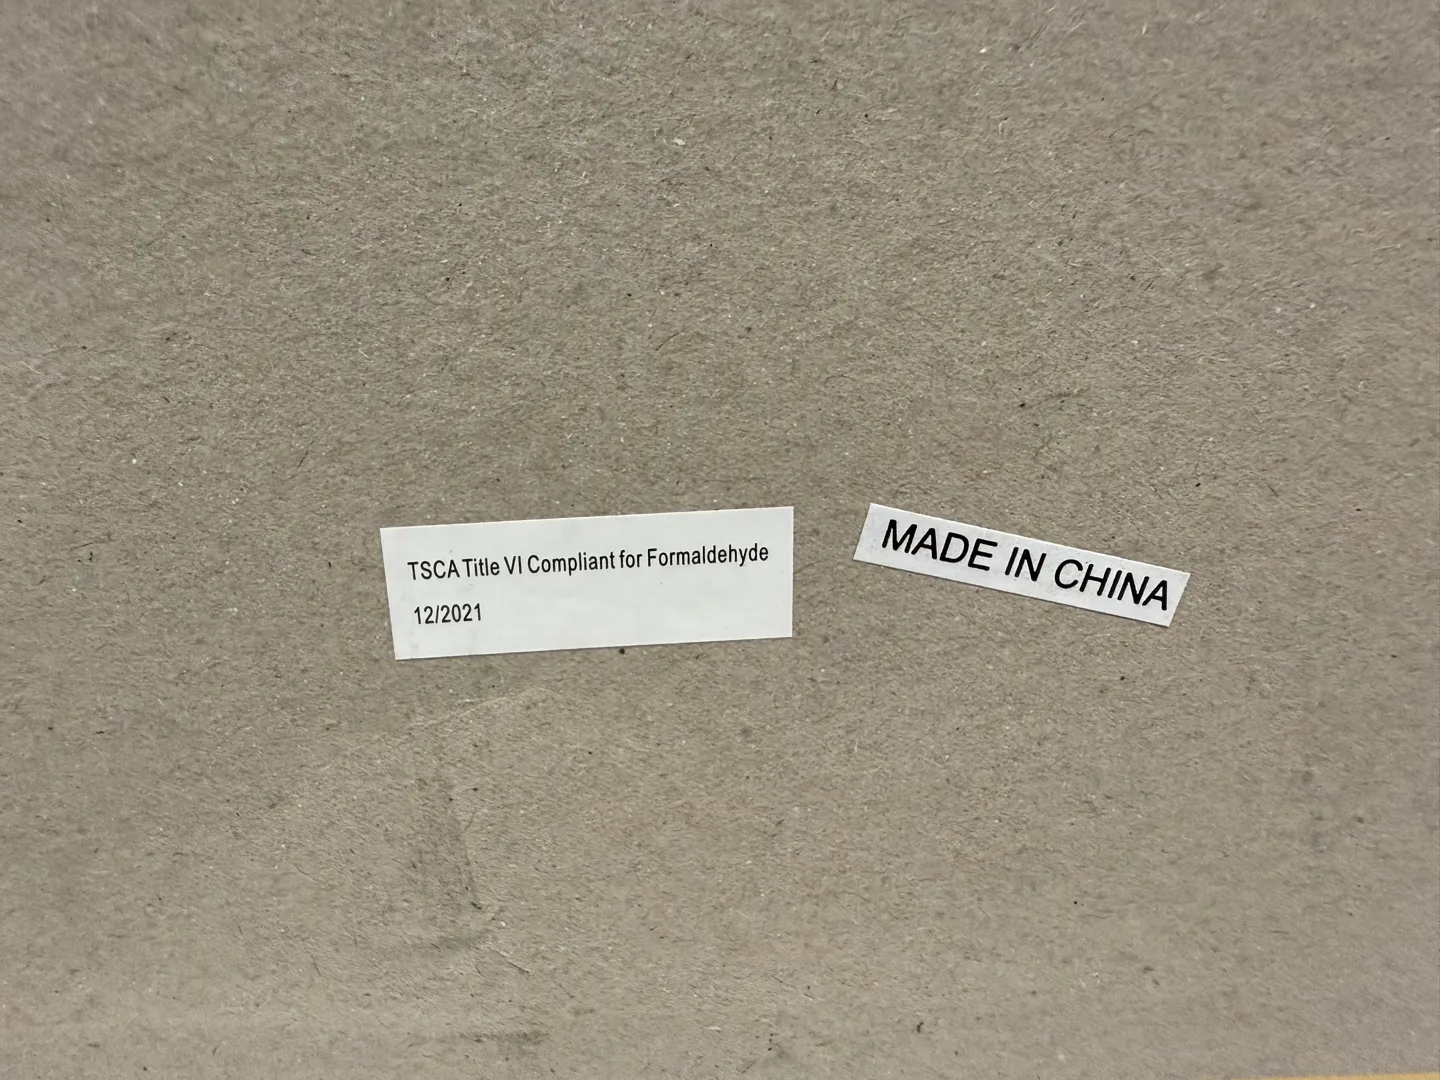 TSCA Title VI Compliant for Formaldehyde
12/2021
MADE IN CHINA